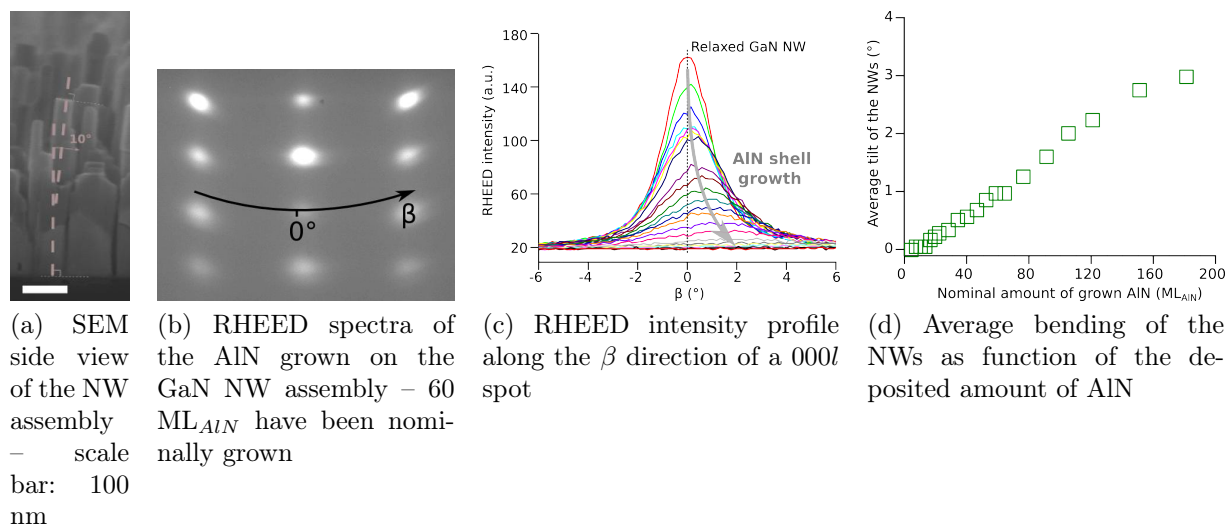 10°
0°
β
180
140
100
60
20
RHEED intensity (a.u.)
Relaxed GaN NW
AlN shell
growth
-6
-4
-2
0
2
4
6
β (°)
4
3
2
1
0
Average tilt of the NWs (°)
0
40
80
120
160
200
Nominal amount of grown AlN (ML_AlN)
(a) SEM
side view
of the NW
assembly
– scale
bar: 100
nm
(b) RHEED spectra of
the AlN grown on the
GaN NW assembly – 60
ML_AlN have been nomi-
nally grown
(c) RHEED intensity profile
along the β direction of a 000l
spot
(d) Average bending of the
NWs as function of the de-
posited amount of AlN